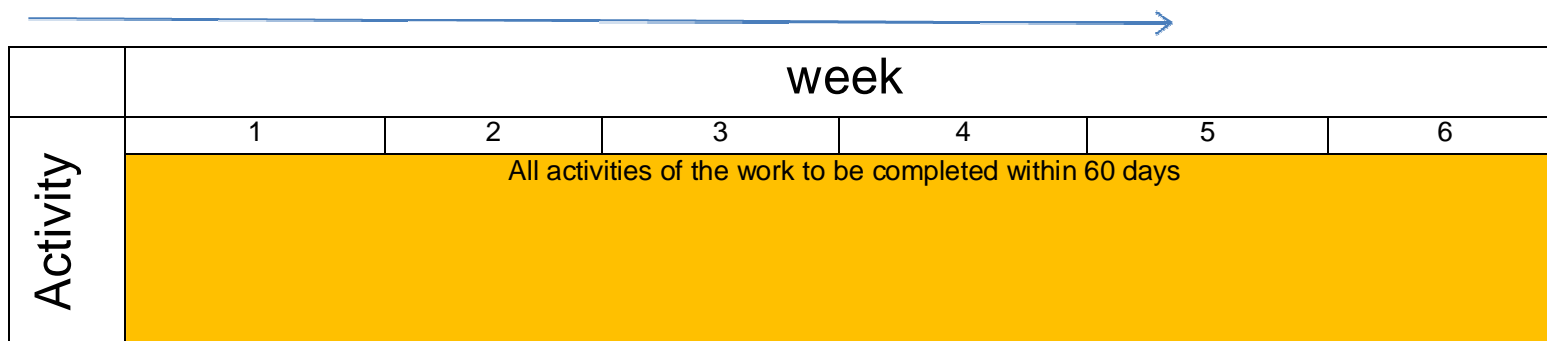 week
1 2 3 4 5 6
Activity
All activities of the work to be completed within 60 days